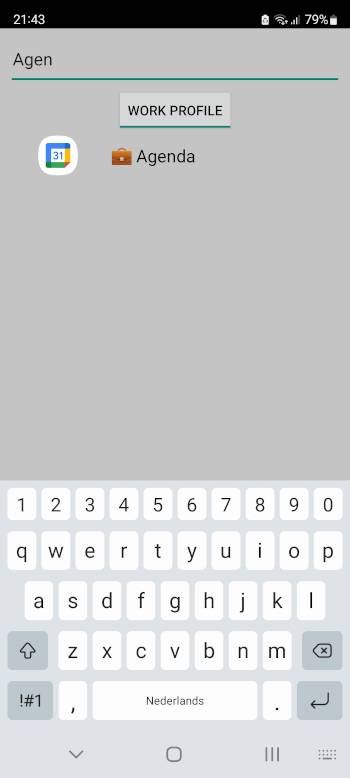 21:43 79%
Agen
WORK PROFILE
31 💼 Agenda
1 2 3 4 5 6 7 8 9 0
q w e r t y u i o p
a s d f g h j k l
z x c v b n m
!#1 , Nederlands .